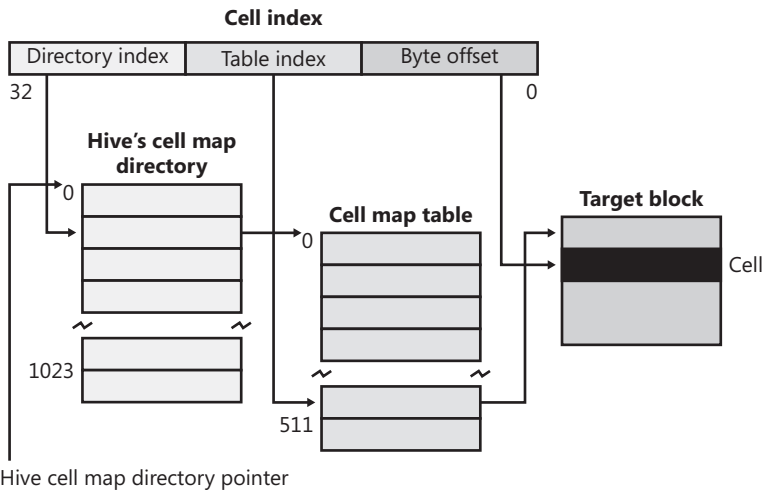 Cell index
Directory index Table index Byte offset
32 0
Hive’s cell map
directory
0
Cell map table
0
Target block
Cell
1023
511
Hive cell map directory pointer